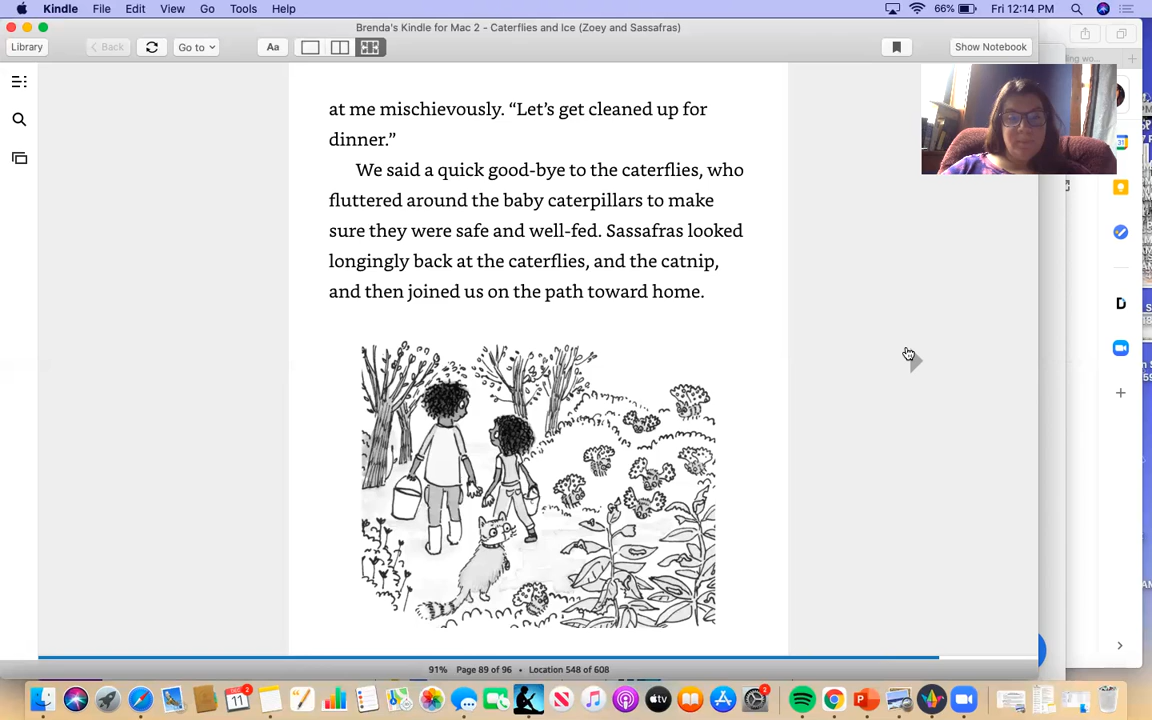 Kindle File Edit View Go Tools Help 66% Fri 12:14 PM
Brenda's Kindle for Mac 2 - Caterflies and Ice (Zoey and Sassafras)
Library Back Go to Aa Show Notebook
at me mischievously. “Let’s get cleaned up for
dinner.”
We said a quick good-bye to the caterflies, who
fluttered around the baby caterpillars to make
sure they were safe and well-fed. Sassafras looked
longingly back at the caterflies, and the catnip,
and then joined us on the path toward home.
91% Page 89 of 96 • Location 548 of 608